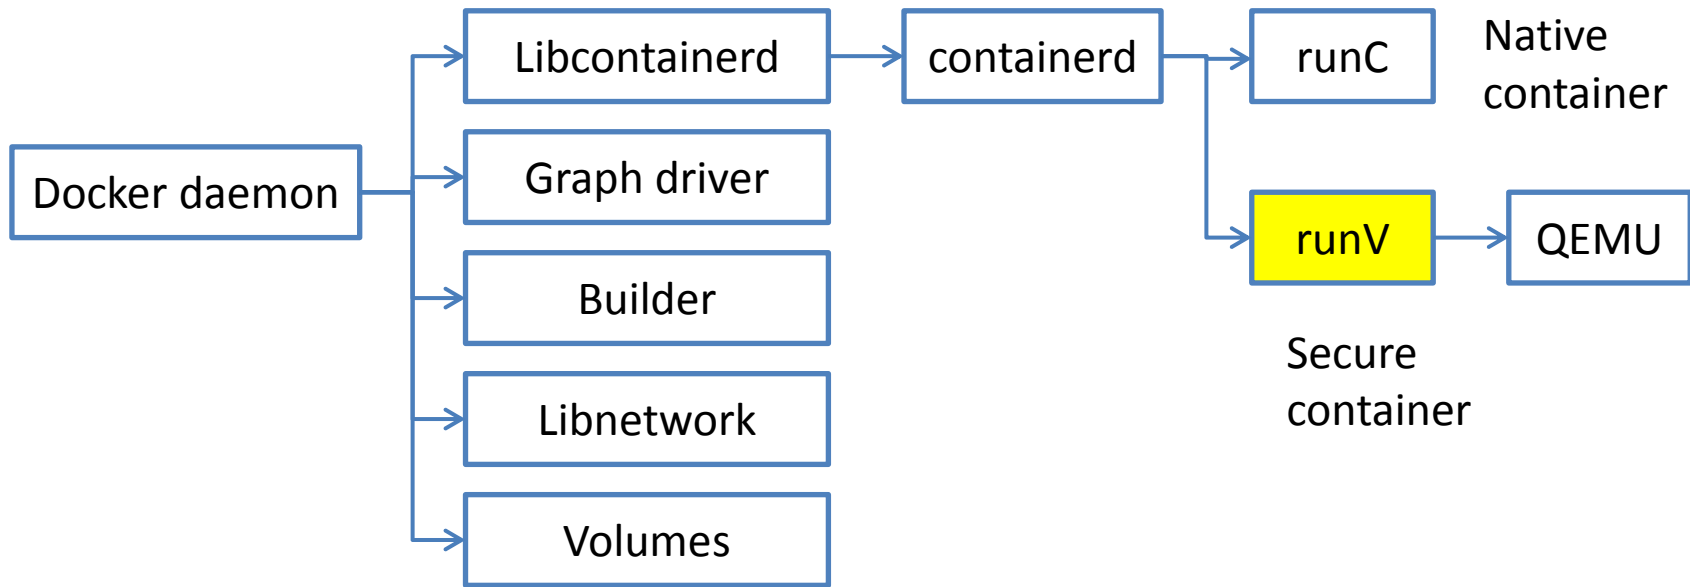 Libcontainerd
containerd
runC
Native
container
Docker daemon
Graph driver
runV
QEMU
Builder
Secure
container
Libnetwork
Volumes